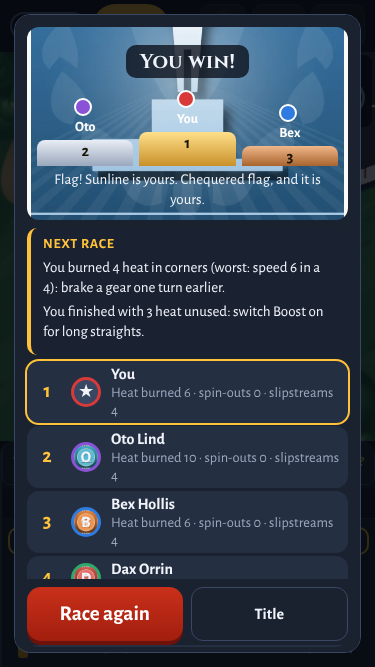 YOU WIN!
Oto
You
Bex
2
1
3
Flag! Sunline is yours. Chequered flag, and it is
yours.
NEXT RACE
You burned 4 heat in corners (worst: speed 6 in a
4): brake a gear one turn earlier.
You finished with 3 heat unused: switch Boost on
for long straights.
1
You
Heat burned 6 · spin-outs 0 · slipstreams
4
2
O
Oto Lind
Heat burned 10 · spin-outs 0 · slipstreams
4
3
B
Bex Hollis
Heat burned 6 · spin-outs 0 · slipstreams
4
4
Dax Orrin
Race again
Title